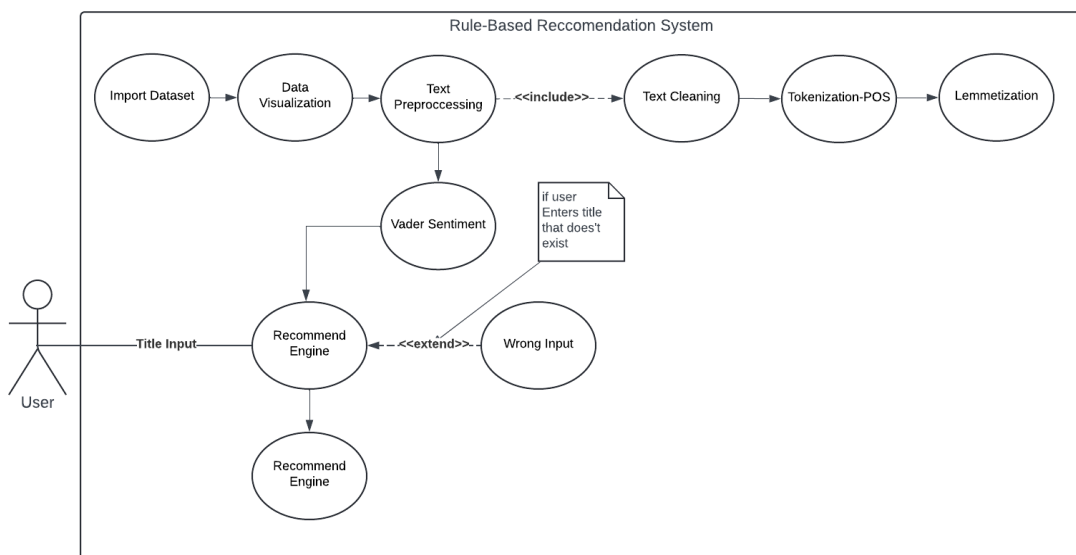 Rule-Based Reccomendation System
Import Dataset
Data
Visualization
Text
Preproccessing
<<include>>
Text Cleaning
Tokenization-POS
Lemmetization
Vader Sentiment
if user
Enters title
that does't
exist
User
Title Input
Recommend
Engine
<<extend>>
Wrong Input
Recommend
Engine